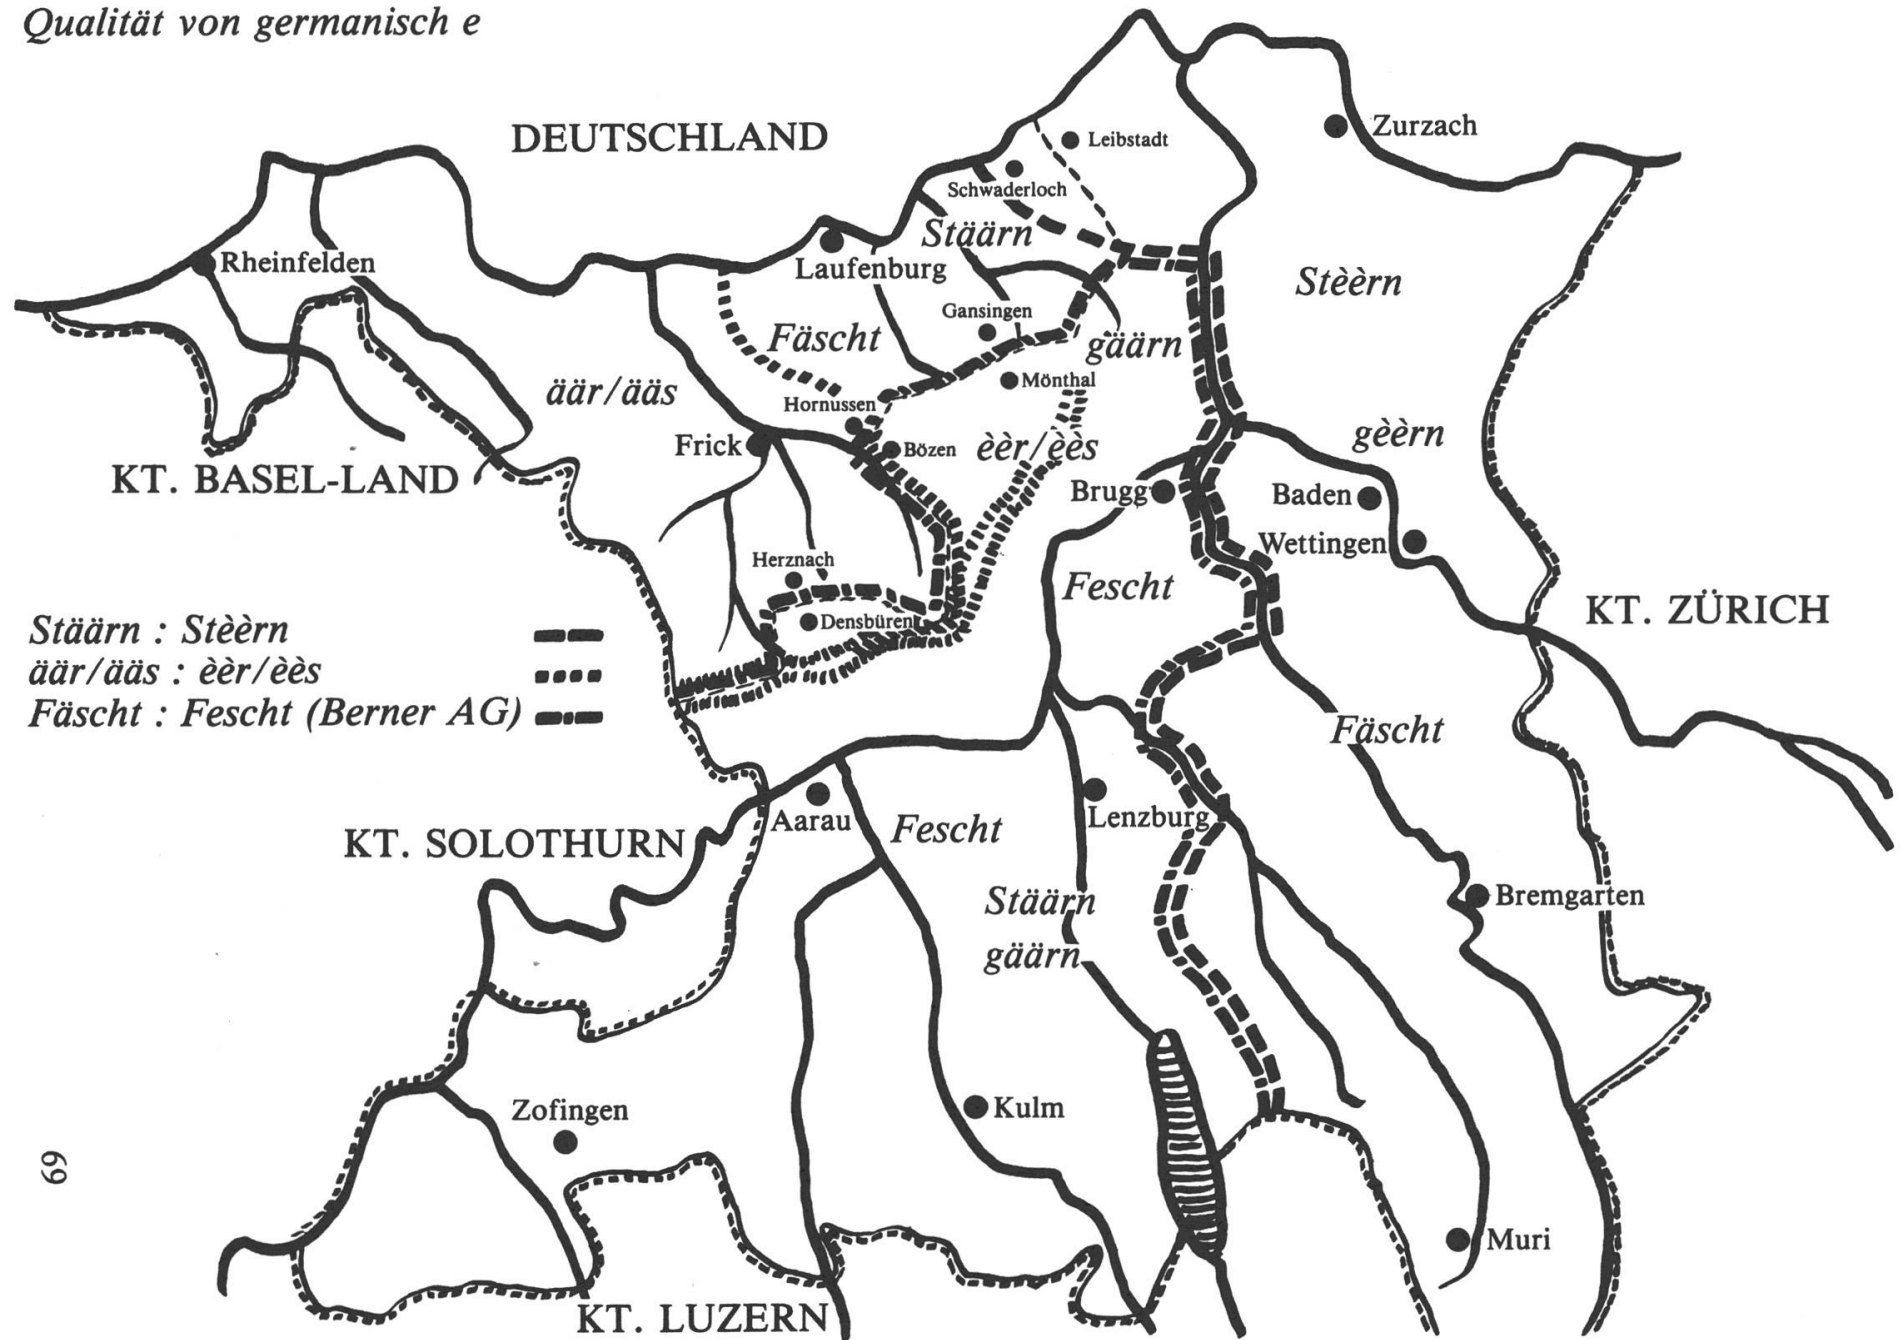 Qualität von germanisch e
DEUTSCHLAND
Zurzach
Leibstadt
Schwaderloch
Stäärn
Rheinfelden
Laufenburg
Stèèrn
Gansingen
Fäscht
gäärn
Mönthal
äär/ääs
Hornussen
gèèrn
Frick
Bözen
èèr/èès
KT. BASEL-LAND
Brugg
Baden
Wettingen
Herznach
Fescht
Densbüren
KT. ZÜRICH
Stäärn : Stèèrn
äär/ääs : èèr/èès
Fäscht : Fescht (Berner AG)
Fäscht
Aarau
Fescht
Lenzburg
KT. SOLOTHURN
Stäärn
gäärn
Bremgarten
Zofingen
Kulm
69
Muri
KT. LUZERN